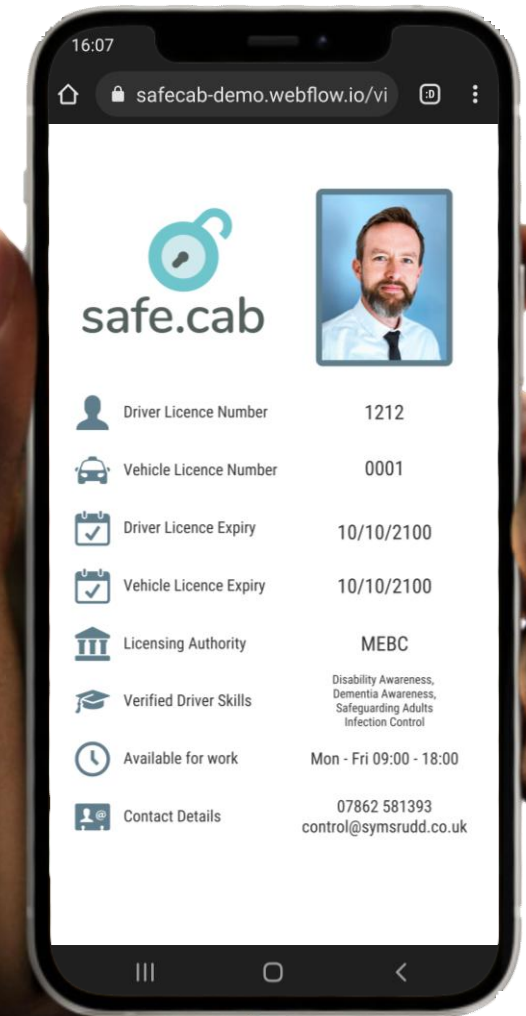 16:07
safecab-demo.webflow.io/vi
:D
safe.cab
Driver Licence Number 1212
Vehicle Licence Number 0001
Driver Licence Expiry 10/10/2100
Vehicle Licence Expiry 10/10/2100
Licensing Authority MEBC
Verified Driver Skills
Disability Awareness,
Dementia Awareness,
Safeguarding Adults
Infection Control
Available for work Mon - Fri 09:00 - 18:00
Contact Details
07862 581393
control@symsrudd.co.uk